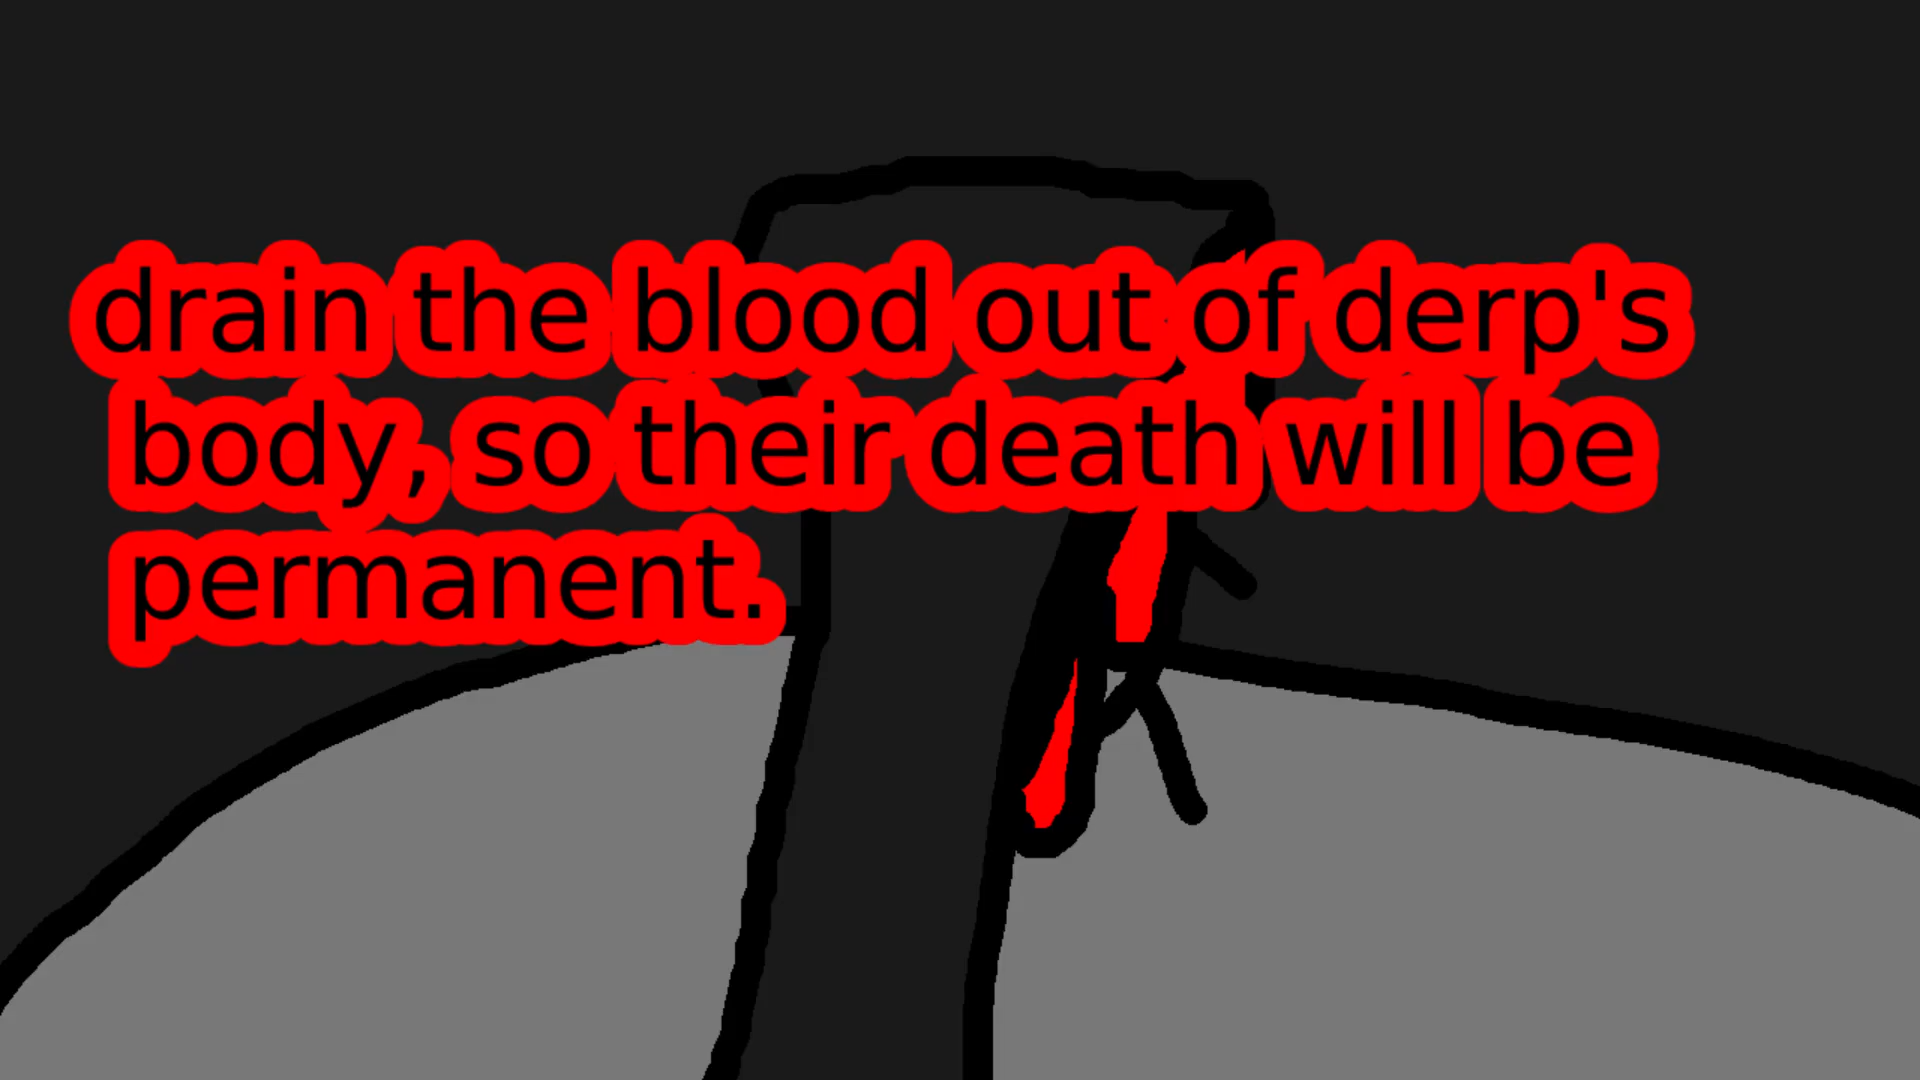 drain the blood out of derp's
body, so their death will be
permanent.